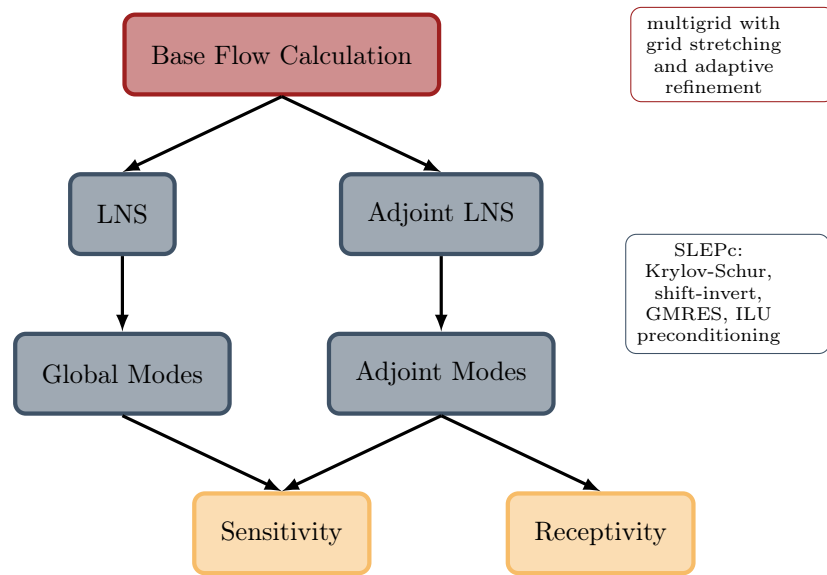 Base Flow Calculation
multigrid with
grid stretching
and adaptive
refinement
LNS
Adjoint LNS
SLEPc:
Krylov-Schur,
shift-invert,
GMRES, ILU
preconditioning
Global Modes
Adjoint Modes
Sensitivity
Receptivity